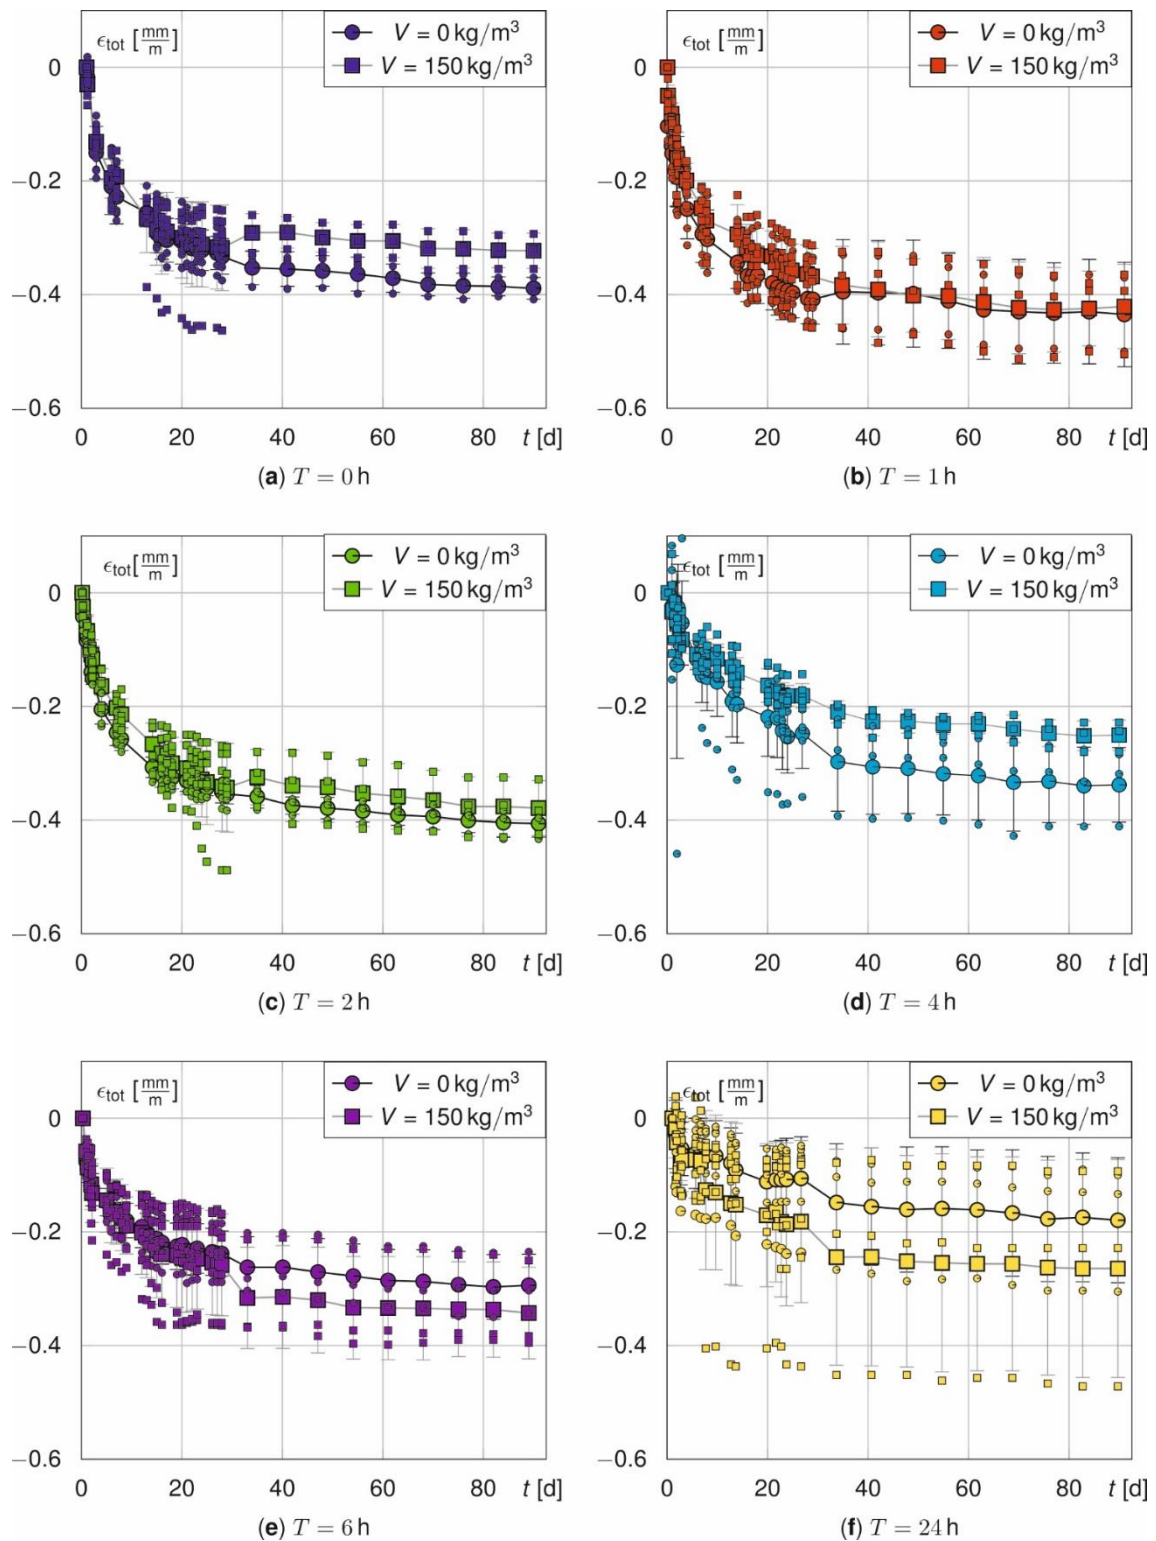 ϵtot [mm/m]
V = 0 kg/m³
V = 150 kg/m³
0
−0.2
−0.4
−0.6
0 20 40 60 80 t [d]
(a) T = 0 h
ϵtot [mm/m]
V = 0 kg/m³
V = 150 kg/m³
0
−0.2
−0.4
−0.6
0 20 40 60 80 t [d]
(b) T = 1 h
ϵtot [mm/m]
V = 0 kg/m³
V = 150 kg/m³
0
−0.2
−0.4
−0.6
0 20 40 60 80 t [d]
(c) T = 2 h
ϵtot [mm/m]
V = 0 kg/m³
V = 150 kg/m³
0
−0.2
−0.4
−0.6
0 20 40 60 80 t [d]
(d) T = 4 h
ϵtot [mm/m]
V = 0 kg/m³
V = 150 kg/m³
0
−0.2
−0.4
−0.6
0 20 40 60 80 t [d]
(e) T = 6 h
ϵtot [mm/m]
V = 0 kg/m³
V = 150 kg/m³
0
−0.2
−0.4
−0.6
0 20 40 60 80 t [d]
(f) T = 24 h